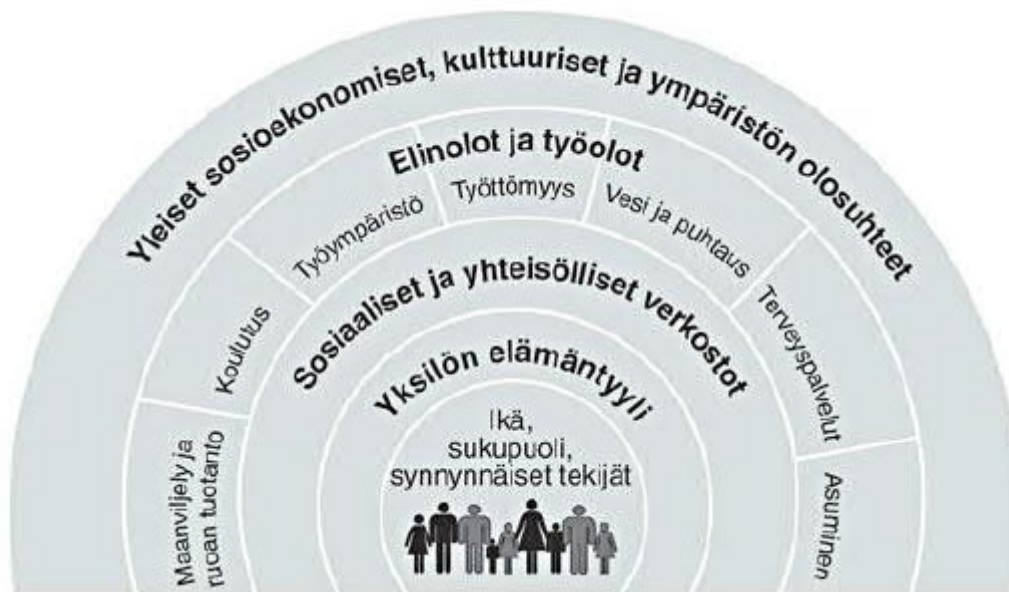 Yleiset sosioekonomiset, kulttuuriset ja ympäristön olosuhteet
Elinolot ja työolot
Maanviljely ja
ruoan tuotanto
Koulutus
Työympäristö
Työttömyys
Vesi ja puhtaus
Terveyspalvelut
Asuminen
Sosiaaliset ja yhteisölliset verkostot
Yksilön elämäntyyli
Ikä,
sukupuoli,
synnynnäiset tekijät